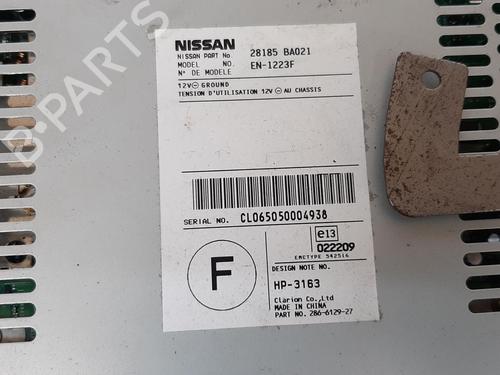 NISSAN
NISSAN PART No. 28185 BA021
MODEL NO. EN-1223F
N° DE MODELE
12V ⊖ GROUND
TENSION D'UTILISATION 12V ⊖ AU CHASSIS
SERIAL NO. CL065050004938
e13
022209
EMCTYPE 542516
F
DESIGN NOTE NO.
HP-3163
Clarion Co.,Ltd
MADE IN CHINA
PART NO. 286-6129-27
B-PARTS